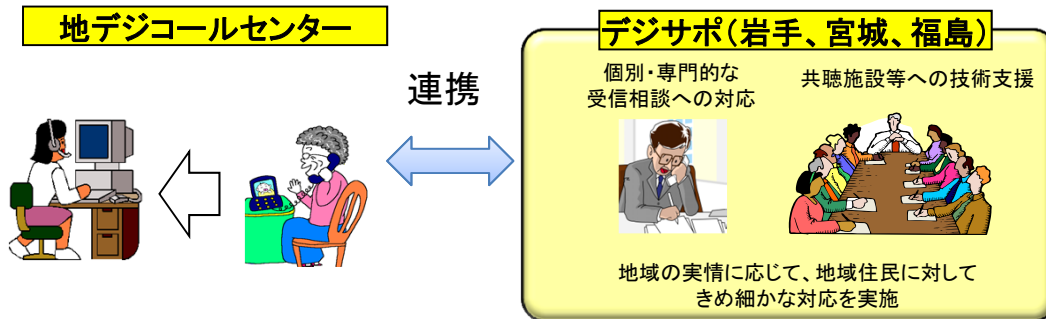 地デジコールセンター
連携
デジサポ（岩手、宮城、福島）
個別・専門的な
受信相談への対応
共聴施設等への技術支援
地域の実情に応じて、地域住民に対して
きめ細かな対応を実施